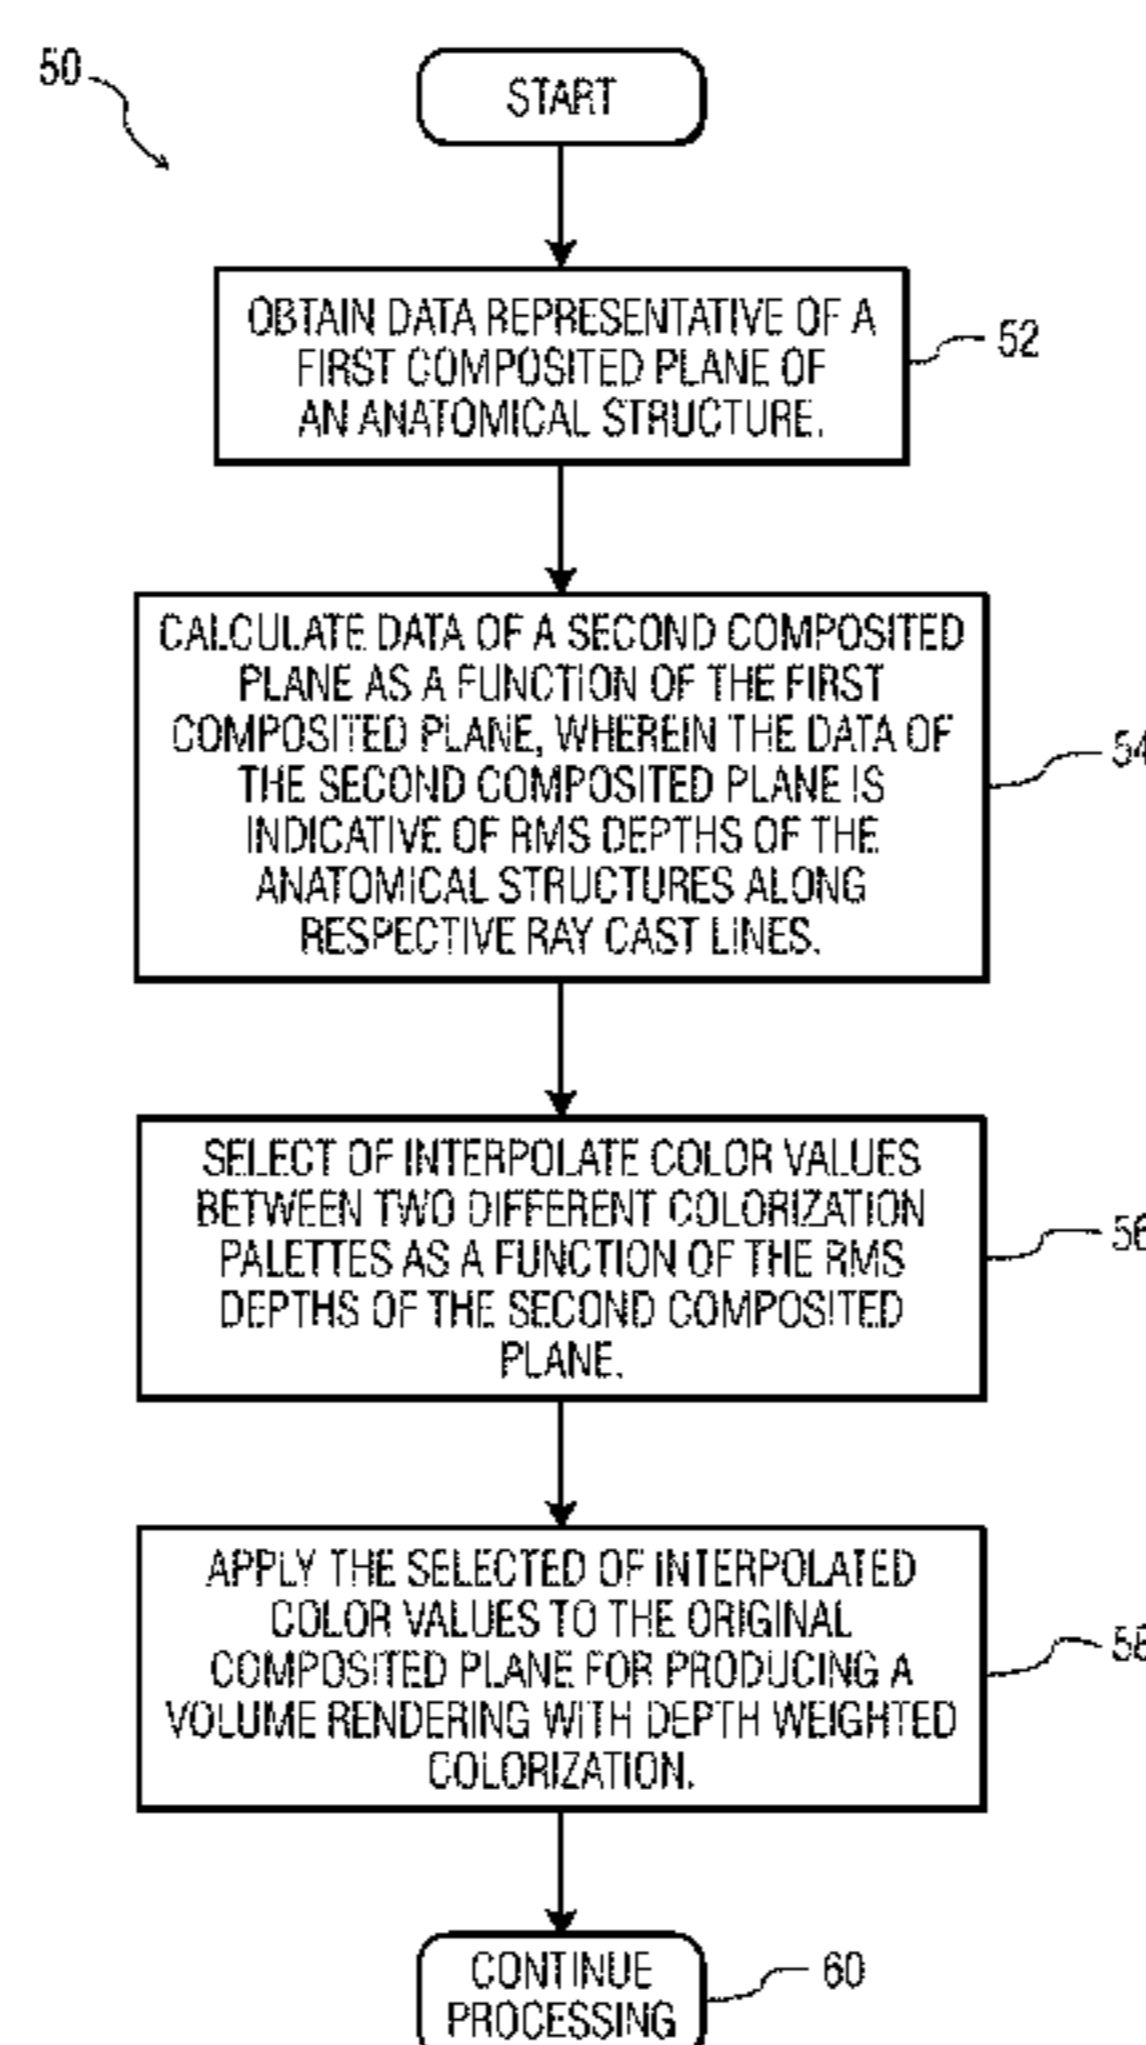 50
START
OBTAIN DATA REPRESENTATIVE OF A
FIRST COMPOSITED PLANE OF
AN ANATOMICAL STRUCTURE.
52
CALCULATE DATA OF A SECOND COMPOSITED
PLANE AS A FUNCTION OF THE FIRST
COMPOSITED PLANE, WHEREIN THE DATA OF
THE SECOND COMPOSITED PLANE IS
INDICATIVE OF RMS DEPTHS OF THE
ANATOMICAL STRUCTURES ALONG
RESPECTIVE RAY CAST LINES.
54
SELECT OF INTERPOLATE COLOR VALUES
BETWEEN TWO DIFFERENT COLORIZATION
PALETTES AS A FUNCTION OF THE RMS
DEPTHS OF THE SECOND COMPOSITED
PLANE.
56
APPLY THE SELECTED OF INTERPOLATED
COLOR VALUES TO THE ORIGINAL
COMPOSITED PLANE FOR PRODUCING A
VOLUME RENDERING WITH DEPTH WEIGHTED
COLORIZATION.
58
CONTINUE
PROCESSING
60